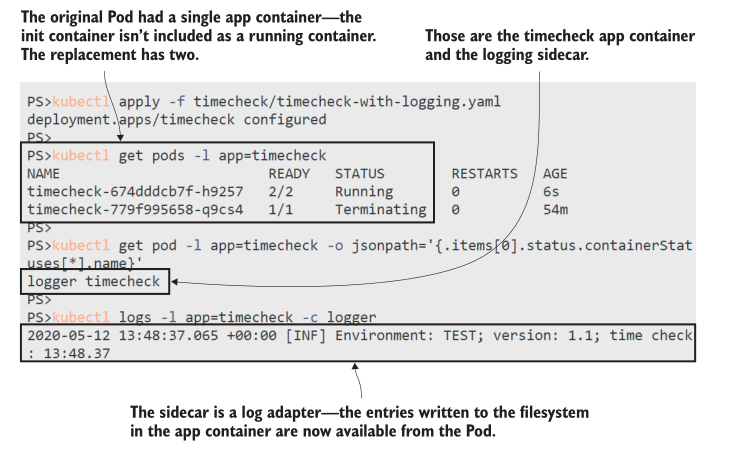 The original Pod had a single app container—the
init container isn't included as a running container.
The replacement has two.
Those are the timecheck app container
and the logging sidecar.
PS>kubectl apply -f timecheck/timecheck-with-logging.yaml
deployment.apps/timecheck configured
PS>
PS>kubectl get pods -l app=timecheck
NAME READY STATUS RESTARTS AGE
timecheck-674dddcb7f-h9257 2/2 Running 0 6s
timecheck-779f995658-q9cs4 1/1 Terminating 0 54m
PS>
PS>kubectl get pod -l app=timecheck -o jsonpath='{.items[0].status.containerStat
uses[*].name}'
logger timecheck
PS>
PS>kubectl logs -l app=timecheck -c logger
2020-05-12 13:48:37.065 +00:00 [INF] Environment: TEST; version: 1.1; time check
: 13:48.37
The sidecar is a log adapter—the entries written to the filesystem
in the app container are now available from the Pod.